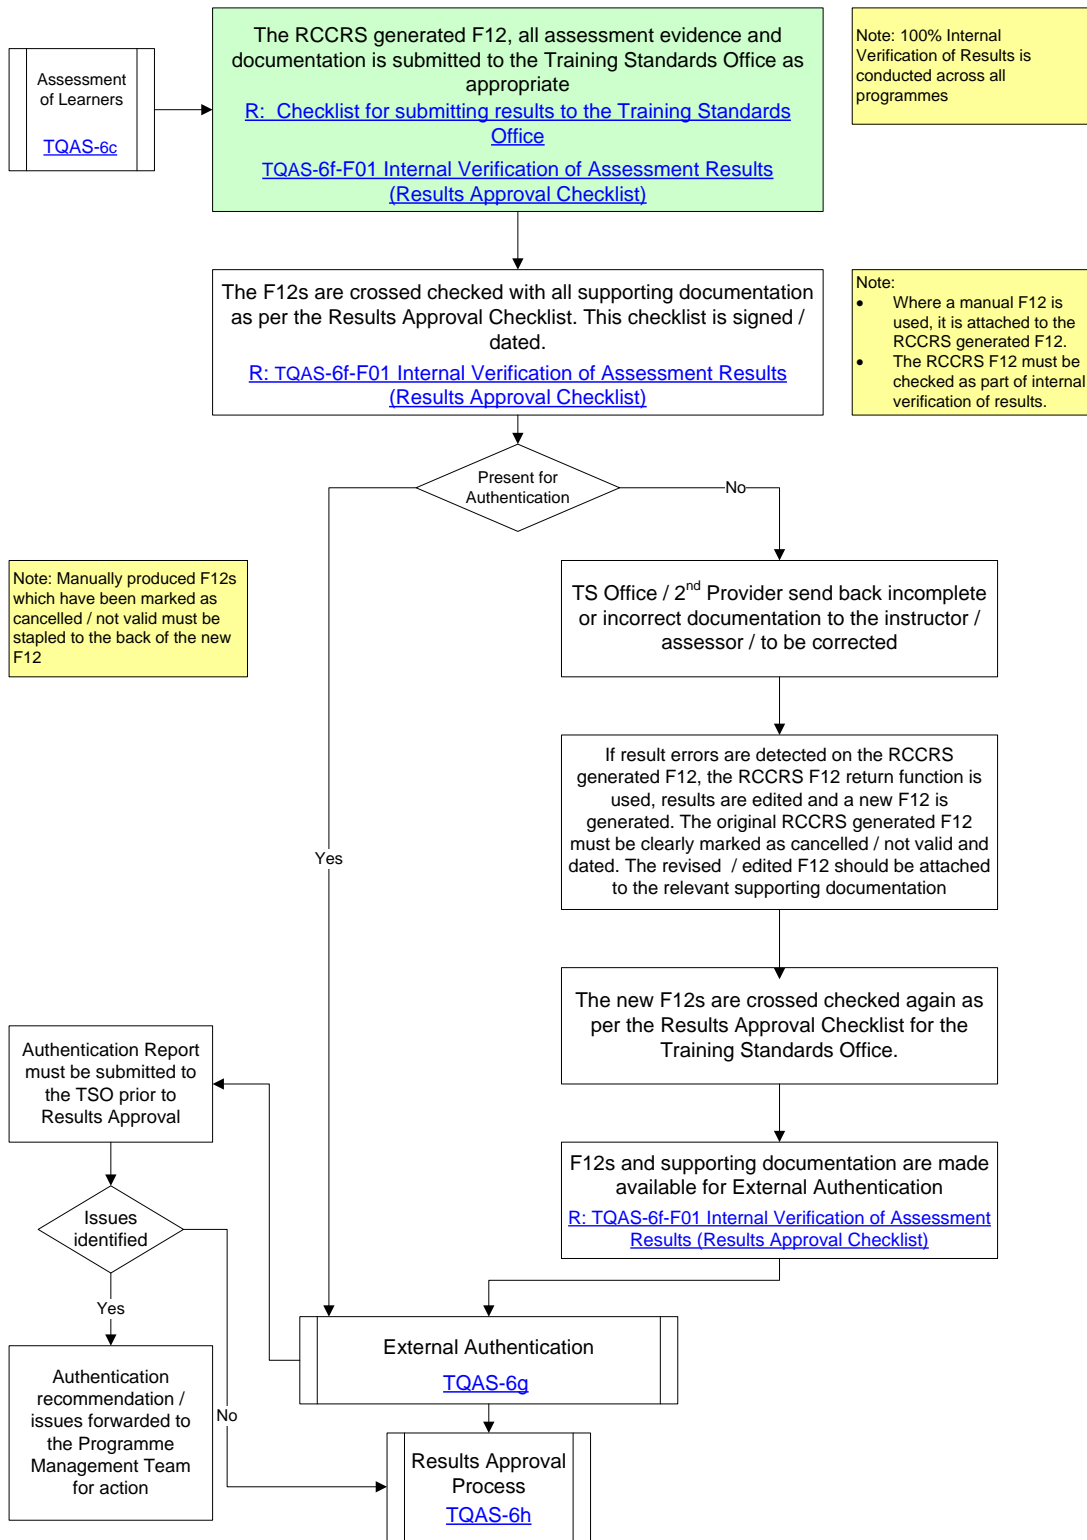 Assessment
of Learners
TQAS-6c
The RCCRS generated F12, all assessment evidence and
documentation is submitted to the Training Standards Office as
appropriate
R:  Checklist for submitting results to the Training Standards
Office
TQAS-6f-F01 Internal Verification of Assessment Results
(Results Approval Checklist)
Note: 100% Internal
Verification of Results is
conducted across all
programmes
The F12s are crossed checked with all supporting documentation
as per the Results Approval Checklist. This checklist is signed /
dated.
R: TQAS-6f-F01 Internal Verification of Assessment Results
(Results Approval Checklist)
Note:
• Where a manual F12 is
used, it is attached to the
RCCRS generated F12.
• The RCCRS F12 must be
checked as part of internal
verification of results.
Present for
Authentication
No
Note: Manually produced F12s
which have been marked as
cancelled / not valid must be
stapled to the back of the new
F12
TS Office / 2nd Provider send back incomplete
or incorrect documentation to the instructor /
assessor / to be corrected
If result errors are detected on the RCCRS
generated F12, the RCCRS F12 return function is
used, results are edited and a new F12 is
generated. The original RCCRS generated F12
must be clearly marked as cancelled / not valid and
dated. The revised  / edited F12 should be attached
to the relevant supporting documentation
Yes
The new F12s are crossed checked again as
per the Results Approval Checklist for the
Training Standards Office.
Authentication Report
must be submitted to
the TSO prior to
Results Approval
F12s and supporting documentation are made
available for External Authentication
R: TQAS-6f-F01 Internal Verification of Assessment
Results (Results Approval Checklist)
Issues
identified
Yes
External Authentication
TQAS-6g
Authentication
recommendation /
issues forwarded to
the Programme
Management Team
for action
No
Results Approval
Process
TQAS-6h